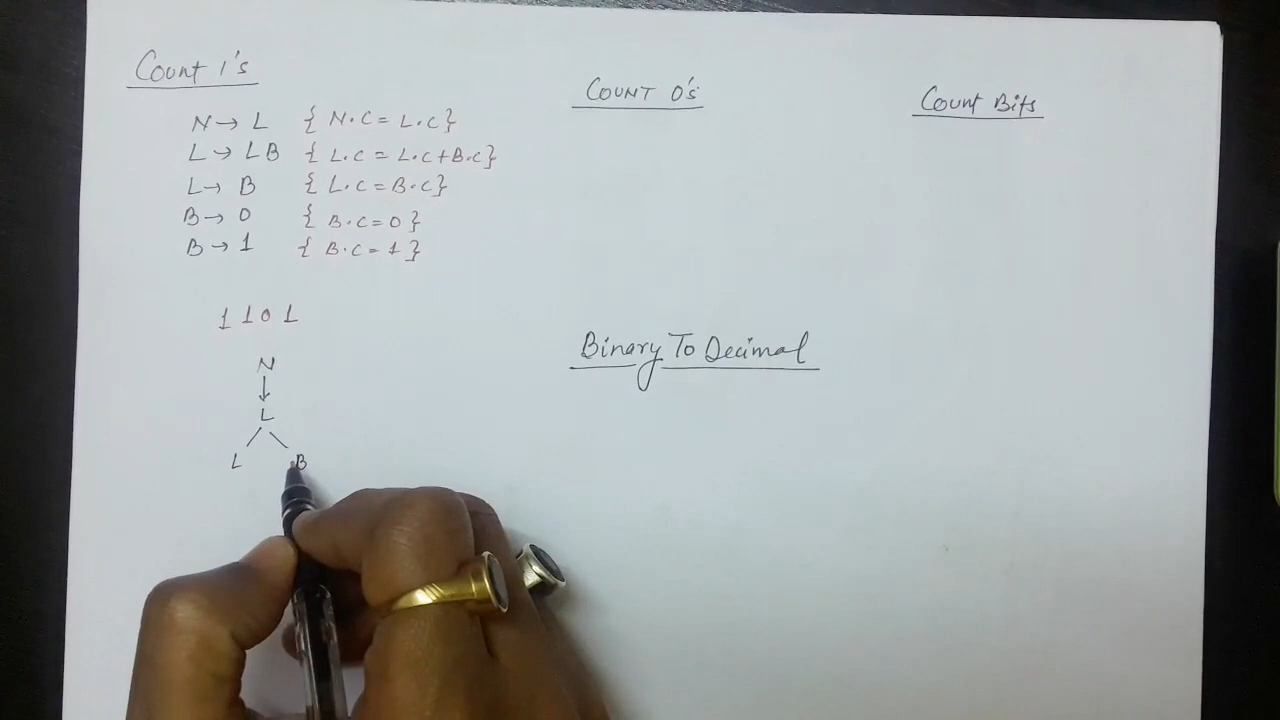 Count 1's
N → L { N.C = L.C }
L → LB { L.C = L.C + B.C }
L → B { L.C = B.C }
B → 0 { B.C = 0 }
B → 1 { B.C = 1 }
1 1 0 1
N
L
L B
COUNT 0's
Count Bits
Binary To Decimal